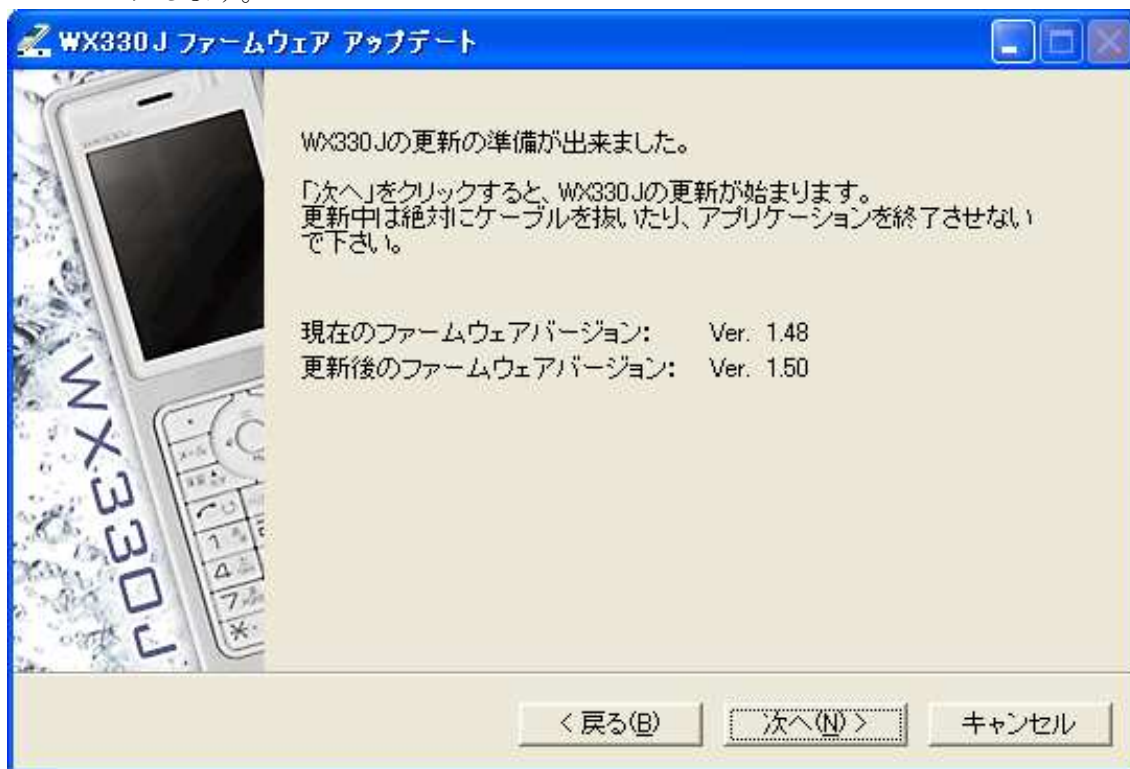 WX330J ファームウェア アップデート
WX330Jの更新の準備が出来ました。
「次へ」をクリックすると、WX330Jの更新が始まります。
更新中は絶対にケーブルを抜いたり、アプリケーションを終了させない
で下さい。
現在のファームウェアバージョン: Ver. 1.48
更新後のファームウェアバージョン: Ver. 1.50
WX330J
1
4
7
*
< 戻る(B)
次へ(N) >
キャンセル